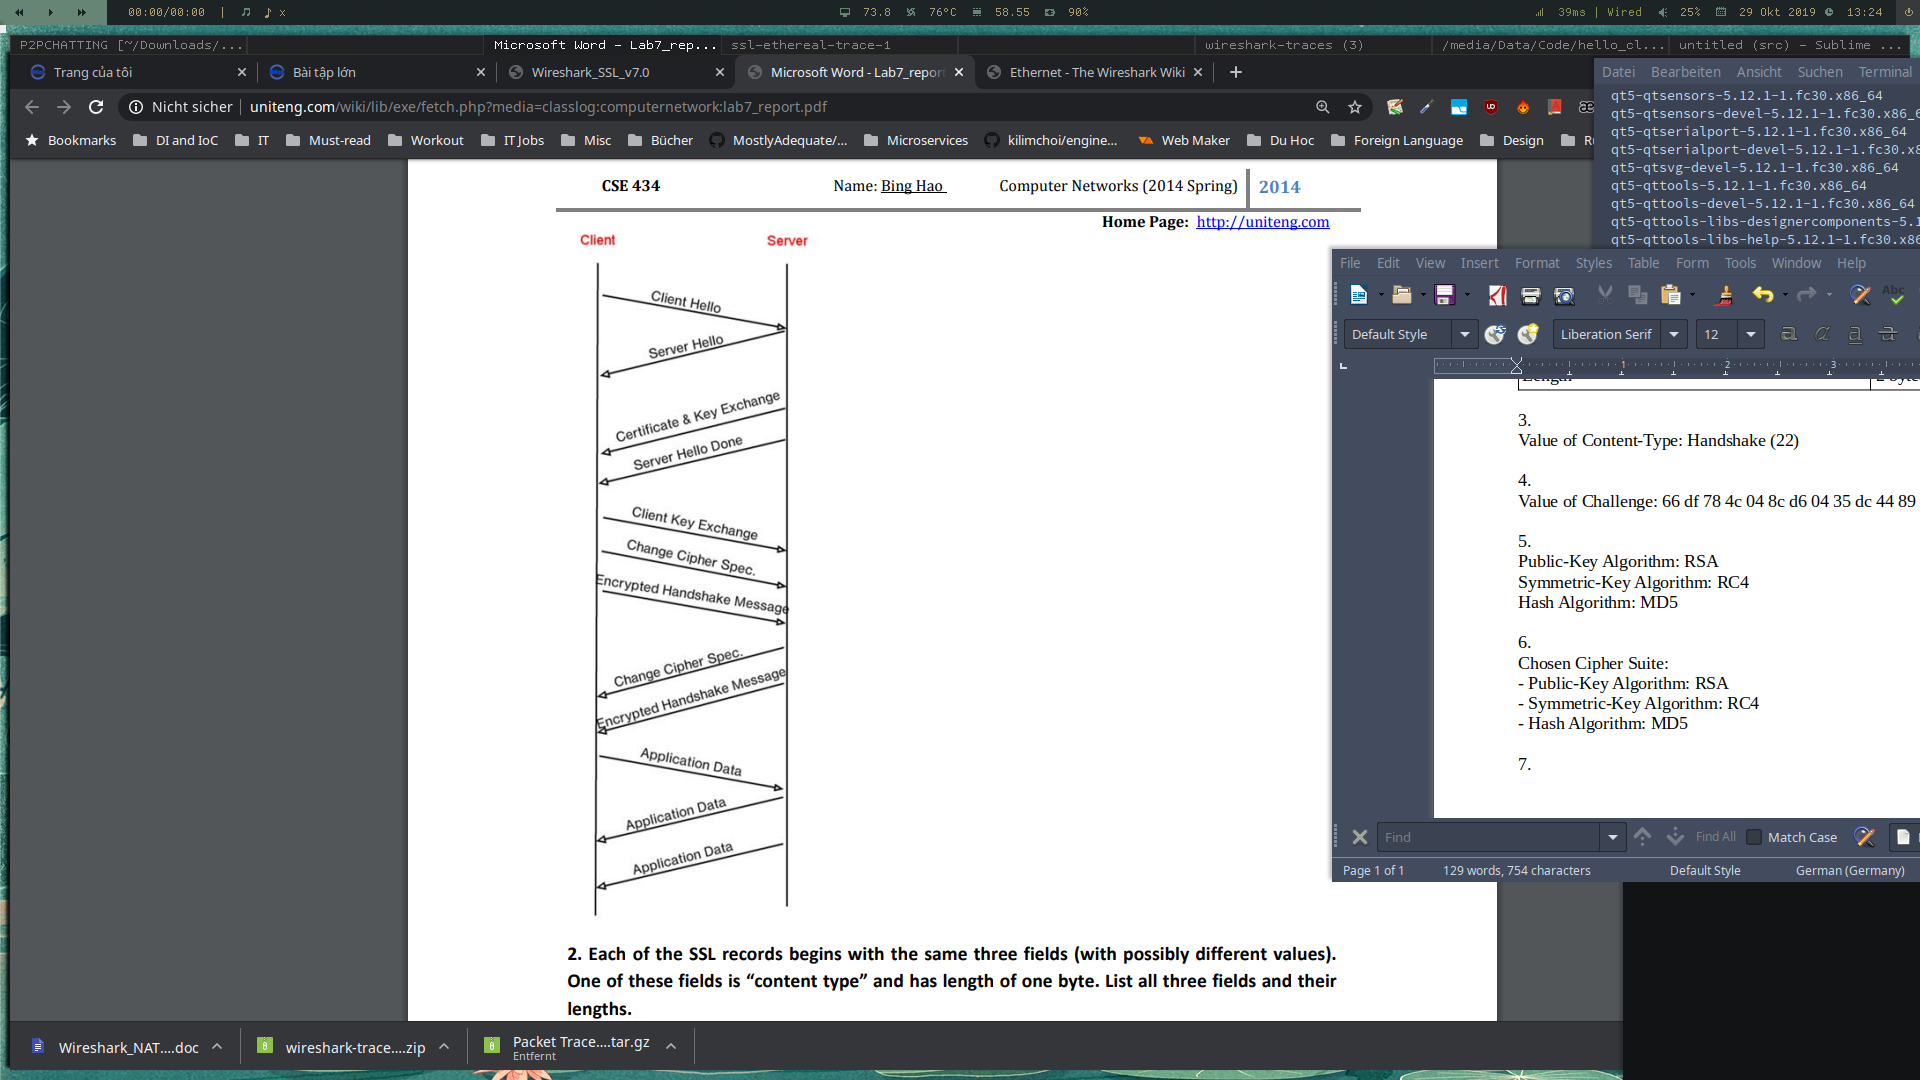 00:00/00:00 | x
73.8 76°C 58.55 90%
39ms | Wired 25% 29 Okt 2019 13:24
P2PCHATTING [~/Downloads/...
Microsoft Word - Lab7_rep...
ssl-ethereal-trace-1
wireshark-traces (3)
/media/Data/Code/hello_cl...
untitled (src) - Sublime ...
Trang của tôi
Bài tập lớn
Wireshark_SSL_v7.0
Microsoft Word - Lab7_report
Ethernet - The Wireshark Wiki
Nicht sicher | uniteng.com/wiki/lib/exe/fetch.php?media=classlog:computernetwork:lab7_report.pdf
Bookmarks
DI and IoC
IT
Must-read
Workout
IT Jobs
Misc
Bücher
MostlyAdequate/...
Microservices
kilimchoi/engine...
Web Maker
Du Hoc
Foreign Language
Design
CSE 434 Name: Bing Hao Computer Networks (2014 Spring) 2014
Home Page: http://uniteng.com
Client Server
Client Hello
Server Hello
Certificate & Key Exchange
Server Hello Done
Client Key Exchange
Change Cipher Spec.
Encrypted Handshake Message
Change Cipher Spec.
Encrypted Handshake Message
Application Data
Application Data
Application Data
2. Each of the SSL records begins with the same three fields (with possibly different values).
One of these fields is “content type” and has length of one byte. List all three fields and their
lengths.
Datei Bearbeiten Ansicht Suchen Terminal
qt5-qtsensors-5.12.1-1.fc30.x86_64
qt5-qtsensors-devel-5.12.1-1.fc30.x86_6
qt5-qtserialport-5.12.1-1.fc30.x86_64
qt5-qtserialport-devel-5.12.1-1.fc30.x8
qt5-qtsvg-devel-5.12.1-1.fc30.x86_64
qt5-qttools-5.12.1-1.fc30.x86_64
qt5-qttools-devel-5.12.1-1.fc30.x86_64
qt5-qttools-libs-designercomponents-5.1
qt5-qttools-libs-help-5.12.1-1.fc30.x86
File Edit View Insert Format Styles Table Form Tools Window Help
Abc
Default Style Liberation Serif 12
1 2 3
Length
3.
Value of Content-Type: Handshake (22)
4.
Value of Challenge: 66 df 78 4c 04 8c d6 04 35 dc 44 89
5.
Public-Key Algorithm: RSA
Symmetric-Key Algorithm: RC4
Hash Algorithm: MD5
6.
Chosen Cipher Suite:
- Public-Key Algorithm: RSA
- Symmetric-Key Algorithm: RC4
- Hash Algorithm: MD5
7.
Find Find All Match Case
Page 1 of 1 129 words, 754 characters Default Style German (Germany)
Wireshark_NAT....doc
wireshark-trace....zip
Packet Trace....tar.gz
Entfernt